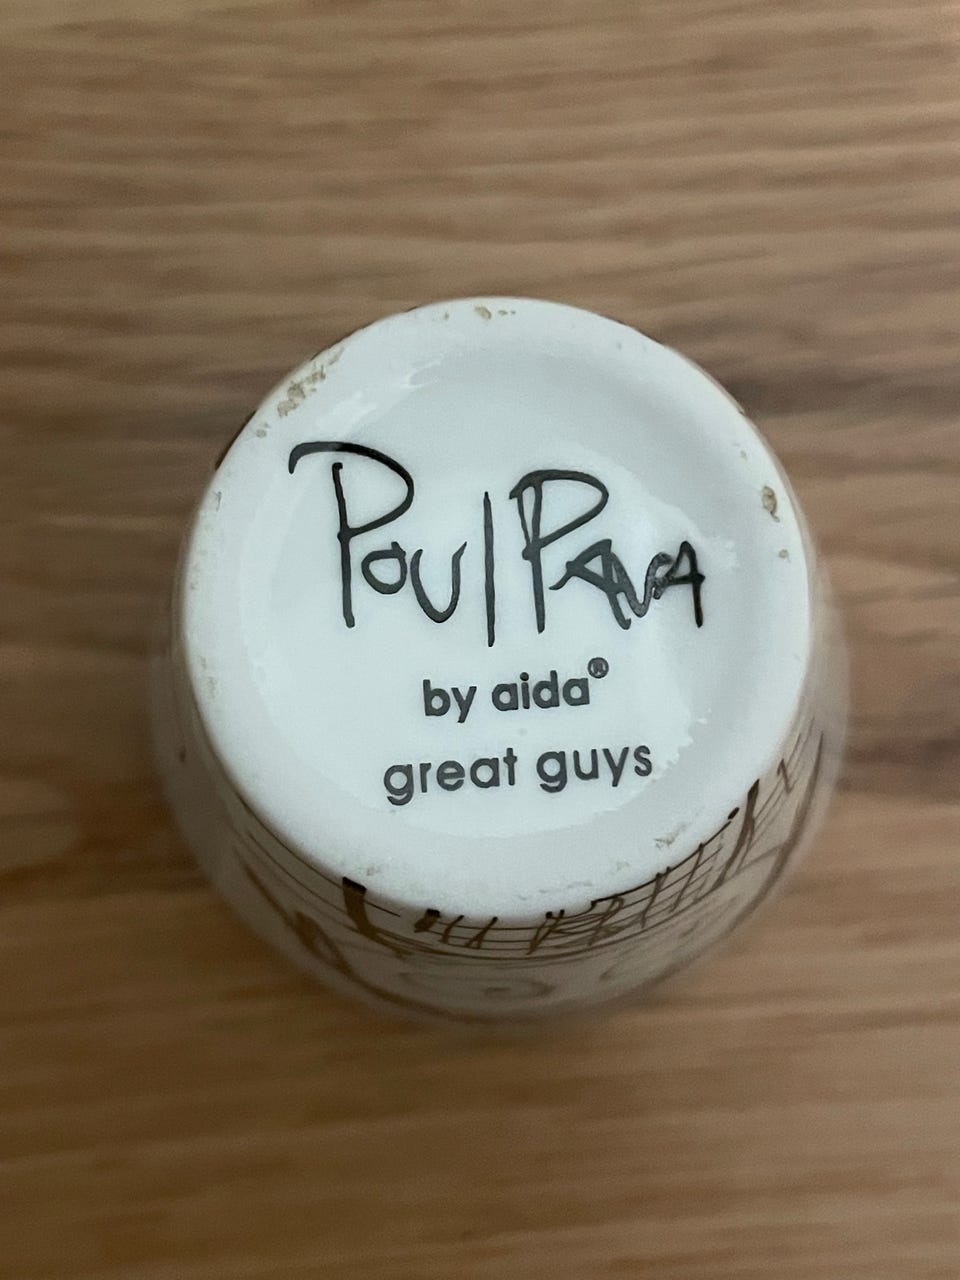 Poul Pava
by aida®
great guys